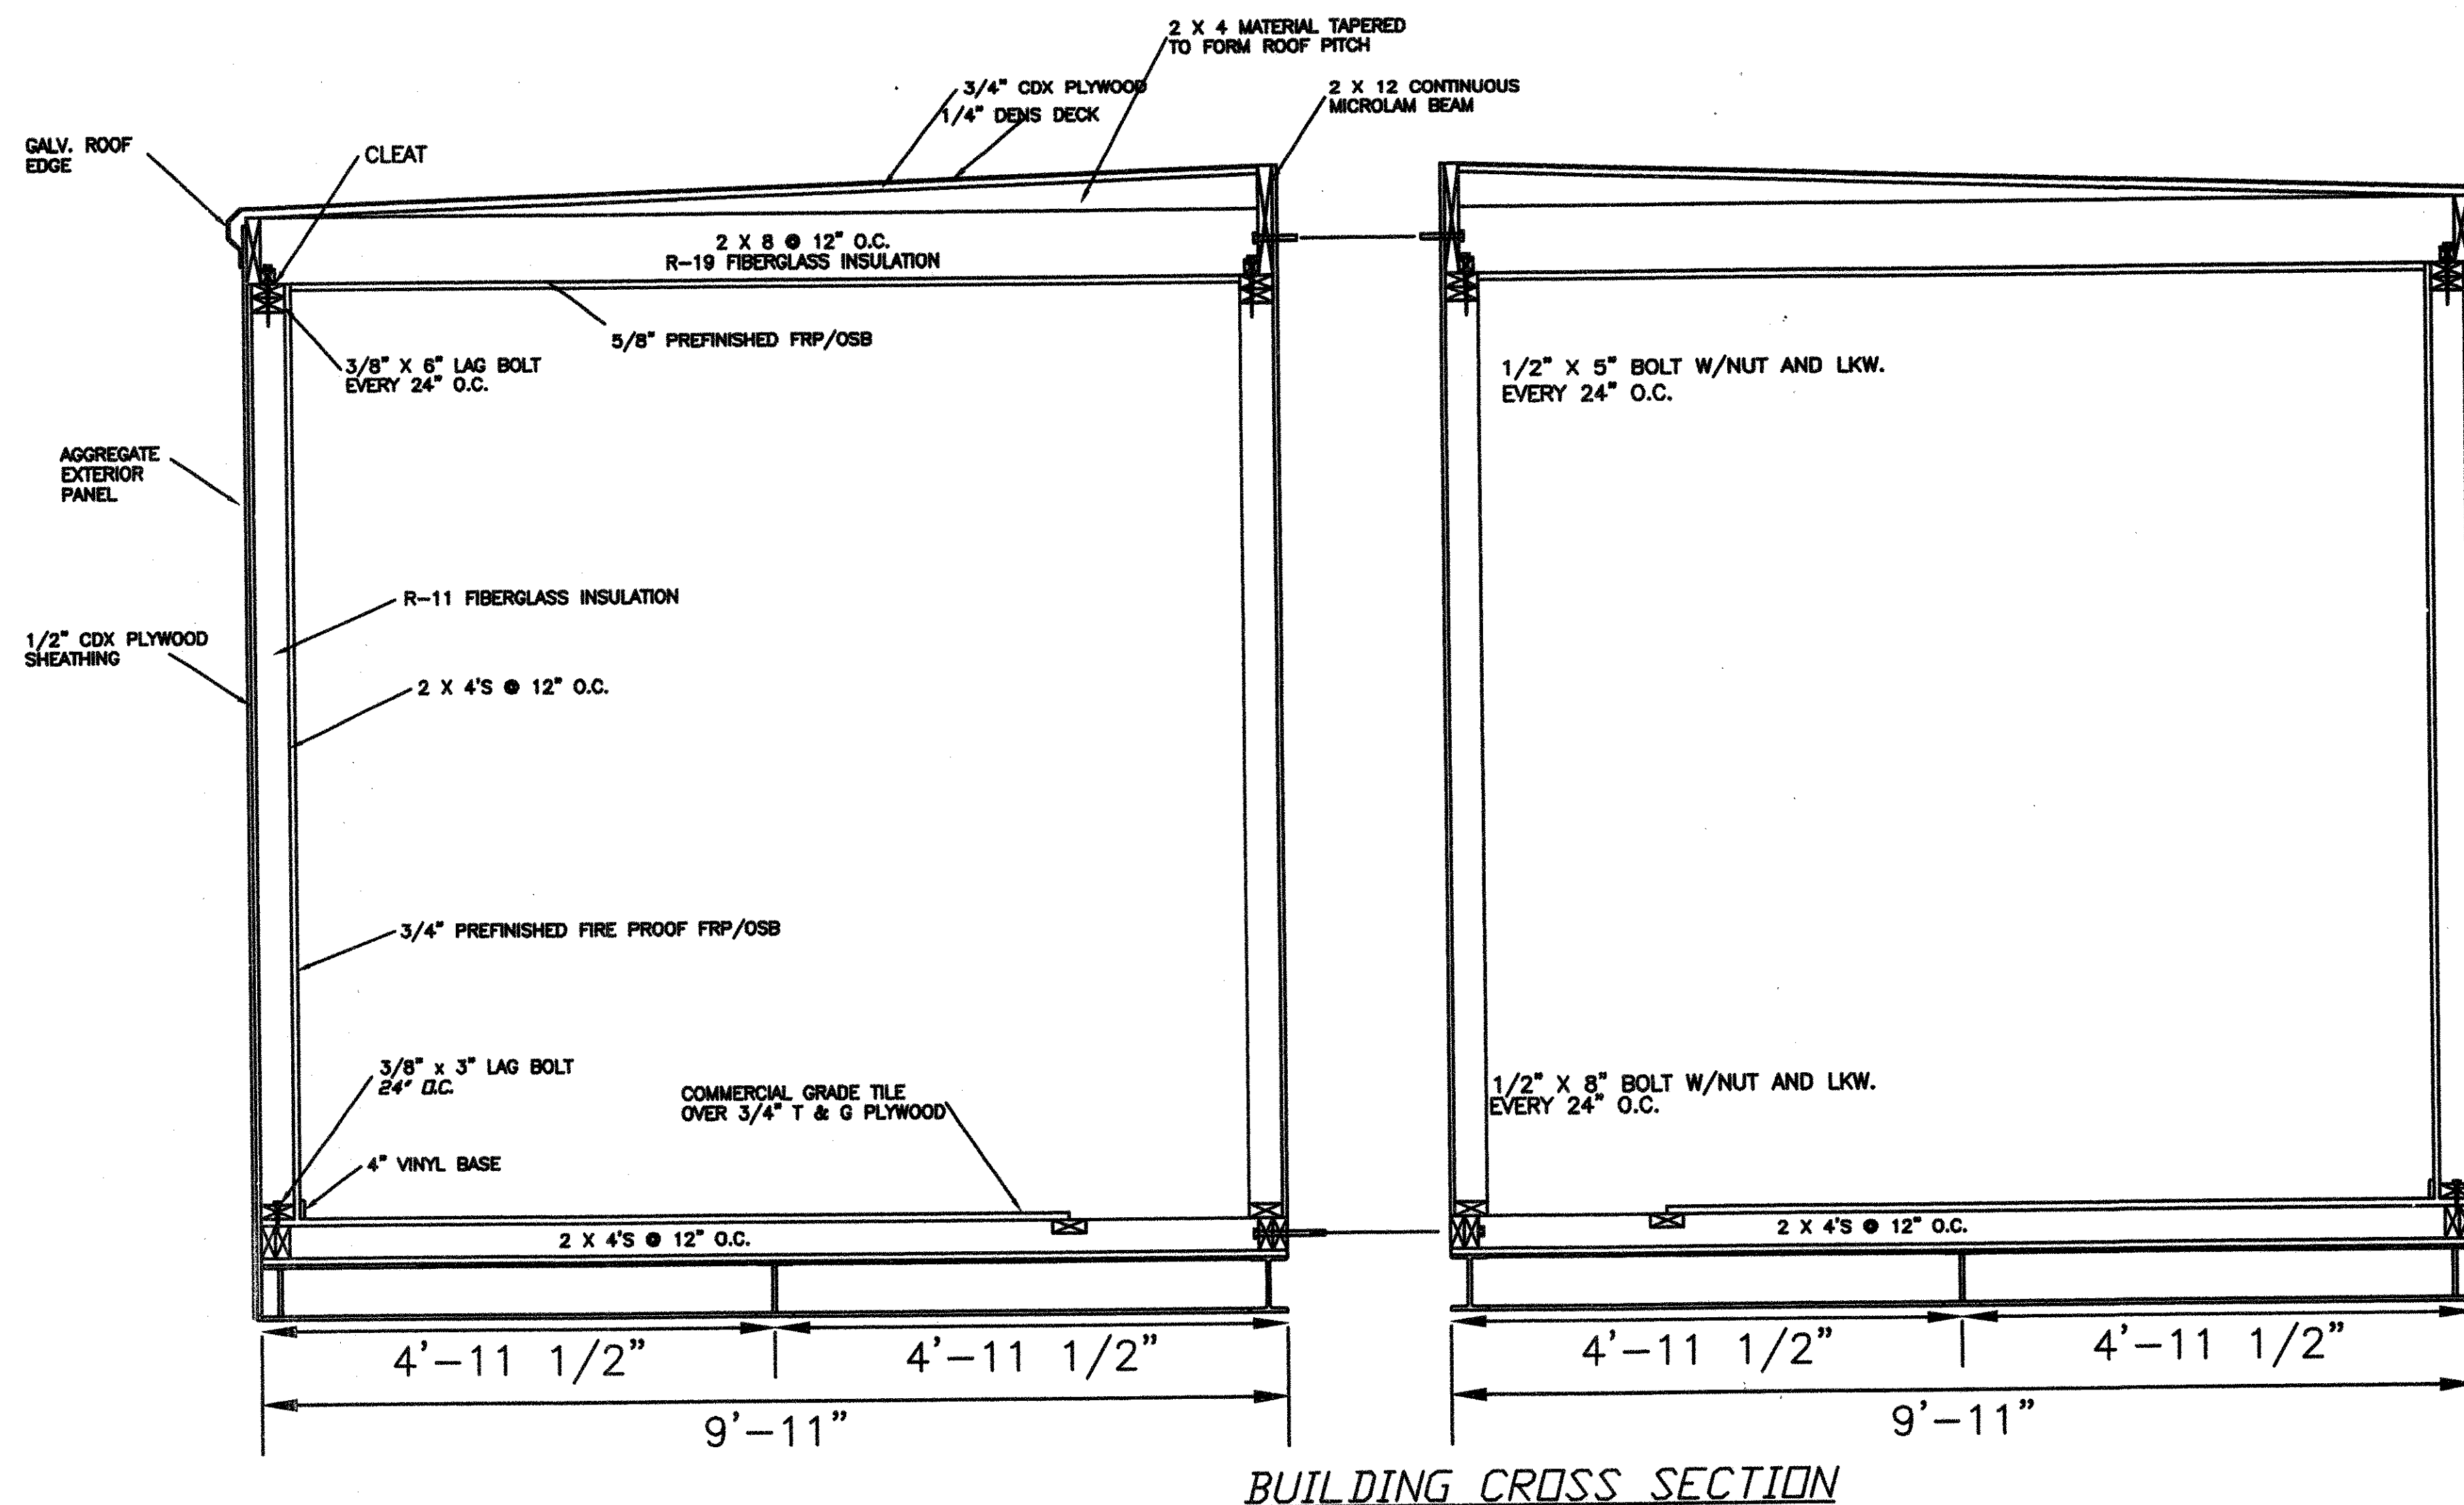 2 X 4 MATERIAL TAPERED
TO FORM ROOF PITCH
3/4" CDX PLYWOOD
1/4" DENS DECK
2 X 12 CONTINUOUS
MICROLAM BEAM
GALV. ROOF
EDGE
CLEAT
2 X 8 @ 12" O.C.
R-19 FIBERGLASS INSULATION
5/8" PREFINISHED FRP/OSB
3/8" X 6" LAG BOLT
EVERY 24" O.C.
1/2" X 5" BOLT W/NUT AND LKW.
EVERY 24" O.C.
AGGREGATE
EXTERIOR
PANEL
R-11 FIBERGLASS INSULATION
1/2" CDX PLYWOOD
SHEATHING
2 X 4'S @ 12" O.C.
3/4" PREFINISHED FIRE PROOF FRP/OSB
3/8" x 3" LAG BOLT
24" O.C.
COMMERCIAL GRADE TILE
OVER 3/4" T & G PLYWOOD
1/2" X 8" BOLT W/NUT AND LKW.
EVERY 24" O.C.
4" VINYL BASE
2 X 4'S @ 12" O.C.
2 X 4'S @ 12" O.C.
4'-11 1/2"
4'-11 1/2"
4'-11 1/2"
4'-11 1/2"
9'-11"
9'-11"
BUILDING CROSS SECTION